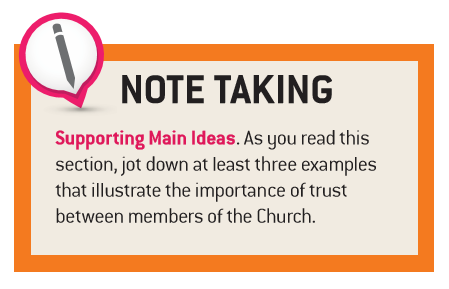 NOTE TAKING
Supporting Main Ideas. As you read this
section, jot down at least three examples
that illustrate the importance of trust
between members of the Church.